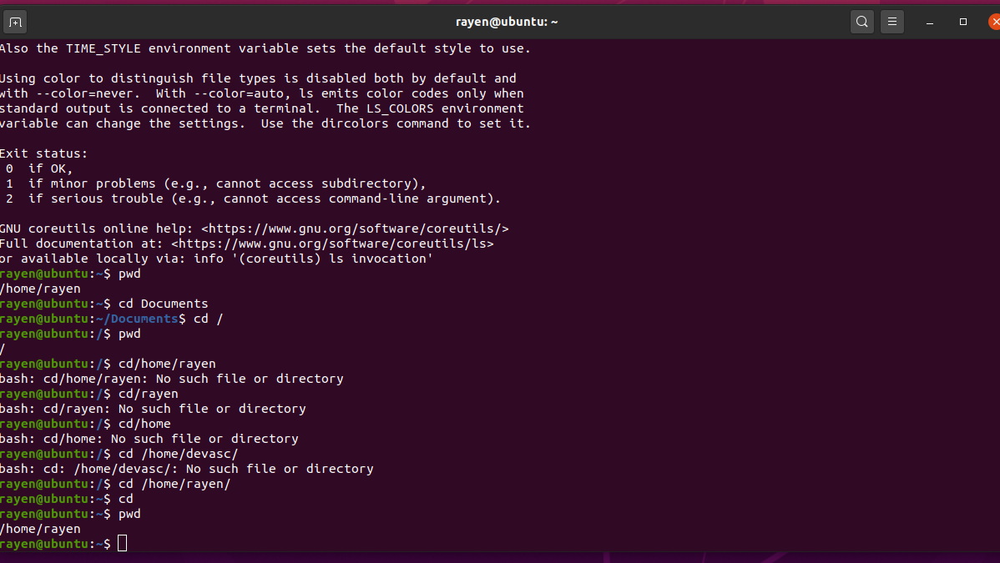 rayen@ubuntu: ~
Also the TIME_STYLE environment variable sets the default style to use.
Using color to distinguish file types is disabled both by default and
with --color=never.  With --color=auto, ls emits color codes only when
standard output is connected to a terminal.  The LS_COLORS environment
variable can change the settings.  Use the dircolors command to set it.
Exit status:
 0  if OK,
 1  if minor problems (e.g., cannot access subdirectory),
 2  if serious trouble (e.g., cannot access command-line argument).
GNU coreutils online help: <https://www.gnu.org/software/coreutils/>
Full documentation at: <https://www.gnu.org/software/coreutils/ls>
or available locally via: info '(coreutils) ls invocation'
rayen@ubuntu:~$ pwd
/home/rayen
rayen@ubuntu:~$ cd Documents
rayen@ubuntu:~/Documents$ cd /
rayen@ubuntu:/$ pwd
/
rayen@ubuntu:/$ cd/home/rayen
bash: cd/home/rayen: No such file or directory
rayen@ubuntu:/$ cd/rayen
bash: cd/rayen: No such file or directory
rayen@ubuntu:/$ cd/home
bash: cd/home: No such file or directory
rayen@ubuntu:/$ cd /home/devasc/
bash: cd: /home/devasc/: No such file or directory
rayen@ubuntu:/$ cd /home/rayen/
rayen@ubuntu:~$ cd
rayen@ubuntu:~$ pwd
/home/rayen
rayen@ubuntu:~$